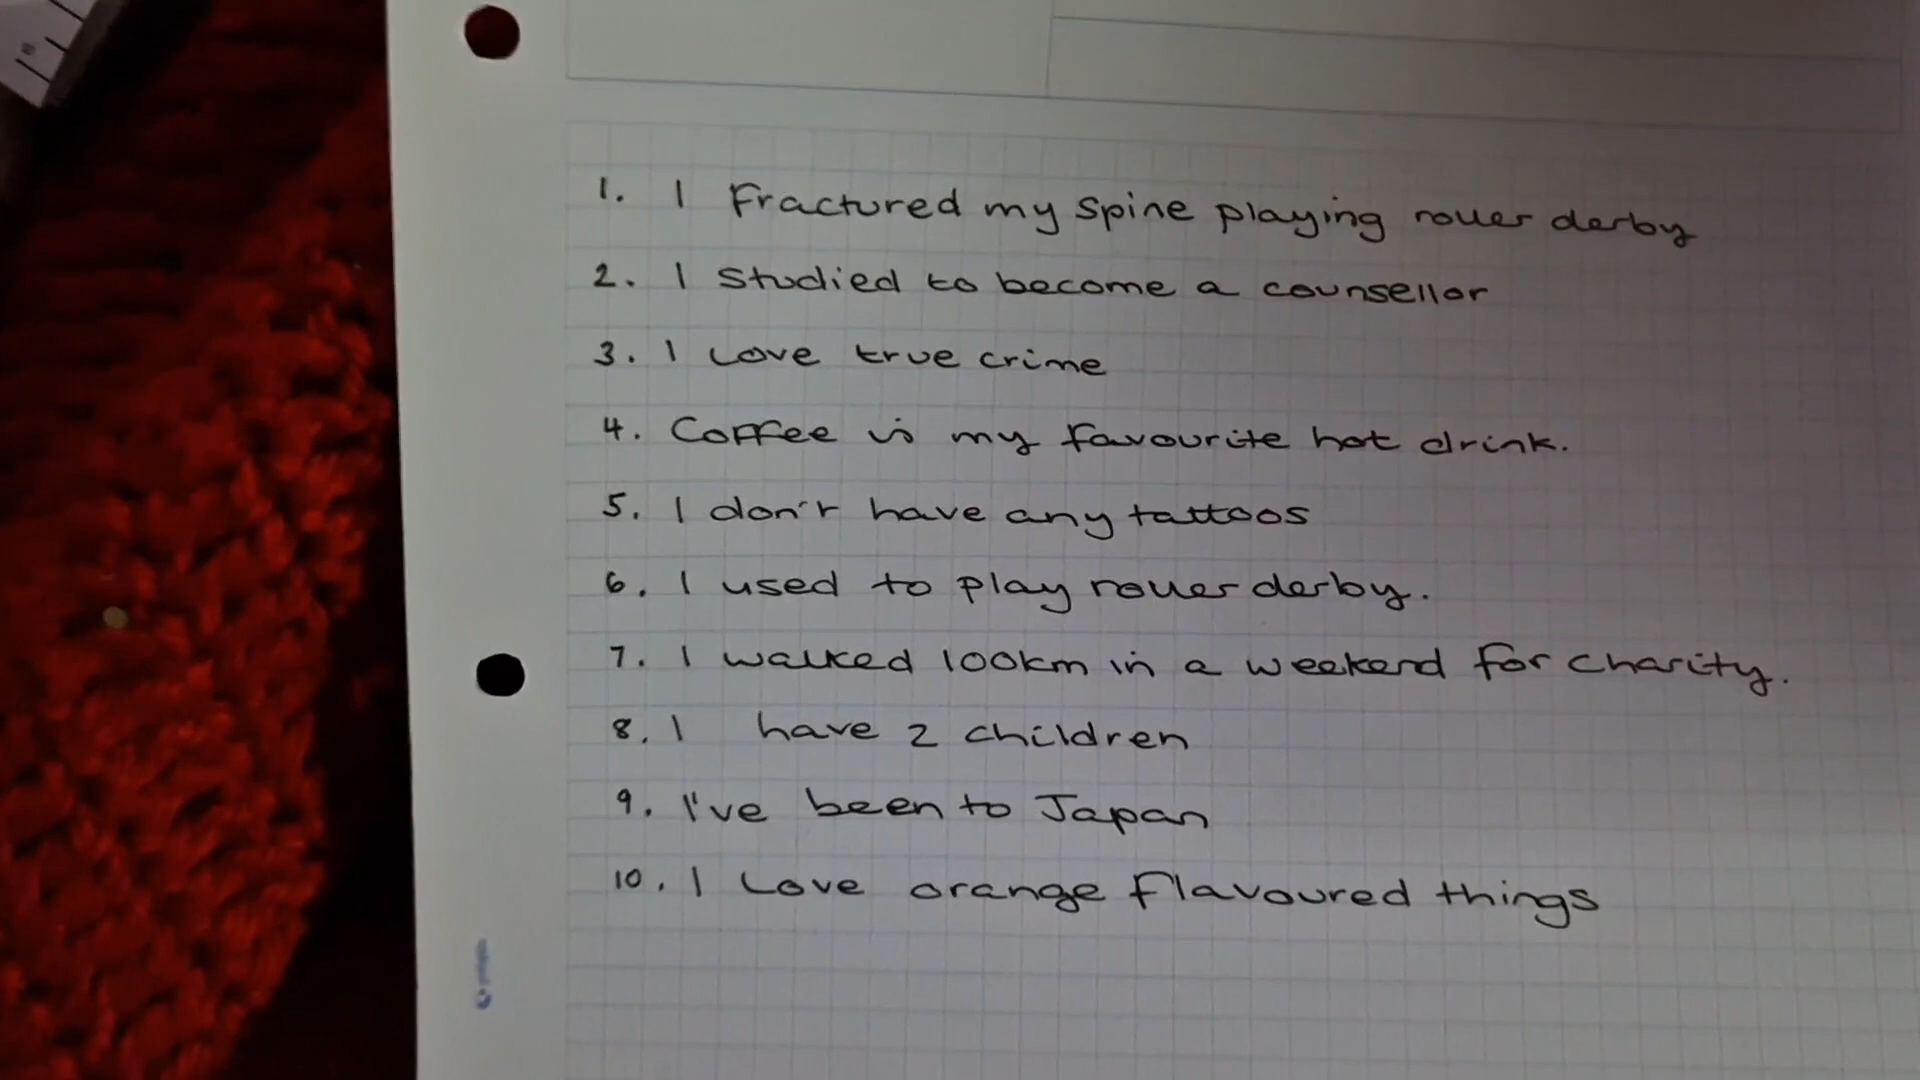 1. I Fractured my spine playing roller derby
2. I studied to become a counsellor
3. I love true crime
4. Coffee is my favourite hot drink.
5. I don't have any tattoos
6. I used to play roller derby.
7. I walked 100km in a weekend for charity.
8. I have 2 children
9. I've been to Japan
10. I Love orange flavoured things